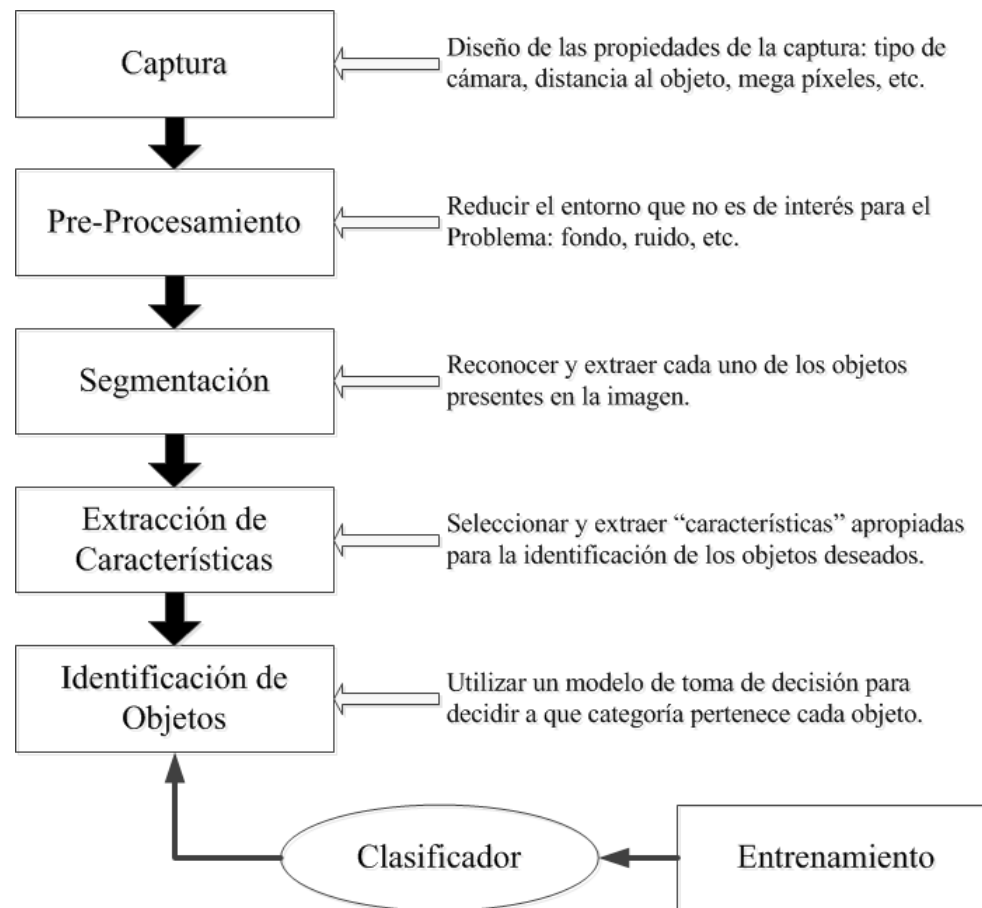 Captura
Diseño de las propiedades de la captura: tipo de
cámara, distancia al objeto, mega píxeles, etc.
Pre-Procesamiento
Reducir el entorno que no es de interés para el
Problema: fondo, ruido, etc.
Segmentación
Reconocer y extraer cada uno de los objetos
presentes en la imagen.
Extracción de
Características
Seleccionar y extraer “características” apropiadas
para la identificación de los objetos deseados.
Identificación de
Objetos
Utilizar un modelo de toma de decisión para
decidir a que categoría pertenece cada objeto.
Clasificador
Entrenamiento